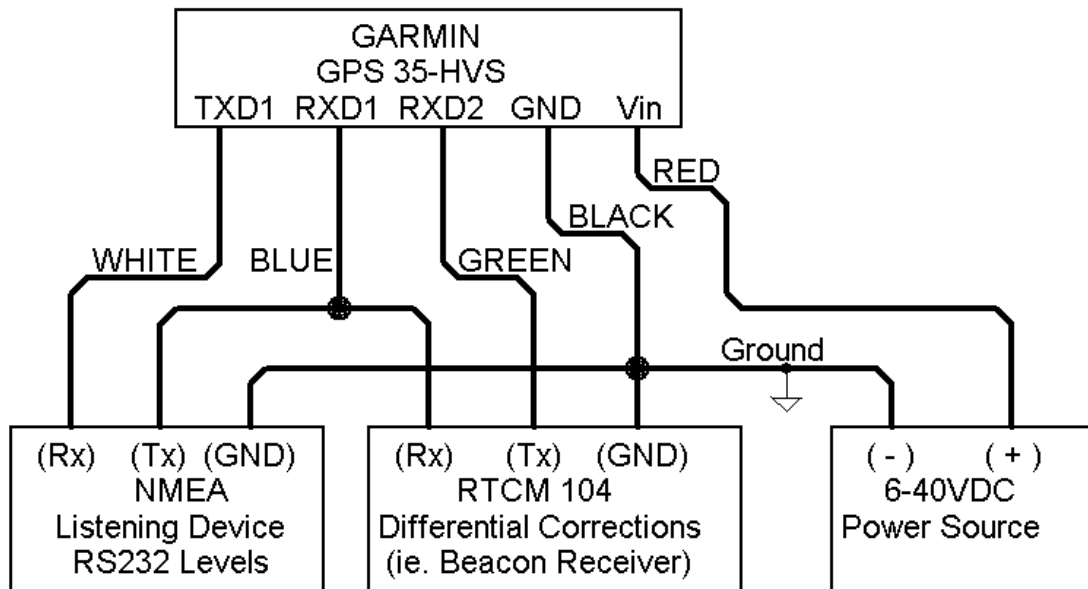 GARMIN
GPS 35-HVS
TXD1 RXD1 RXD2 GND Vin
RED
BLACK
WHITE BLUE GREEN
Ground
(Rx) (Tx) (GND)
NMEA
Listening Device
RS232 Levels
(Rx) (Tx) (GND)
RTCM 104
Differential Corrections
(ie. Beacon Receiver)
( - ) ( + )
6-40VDC
Power Source